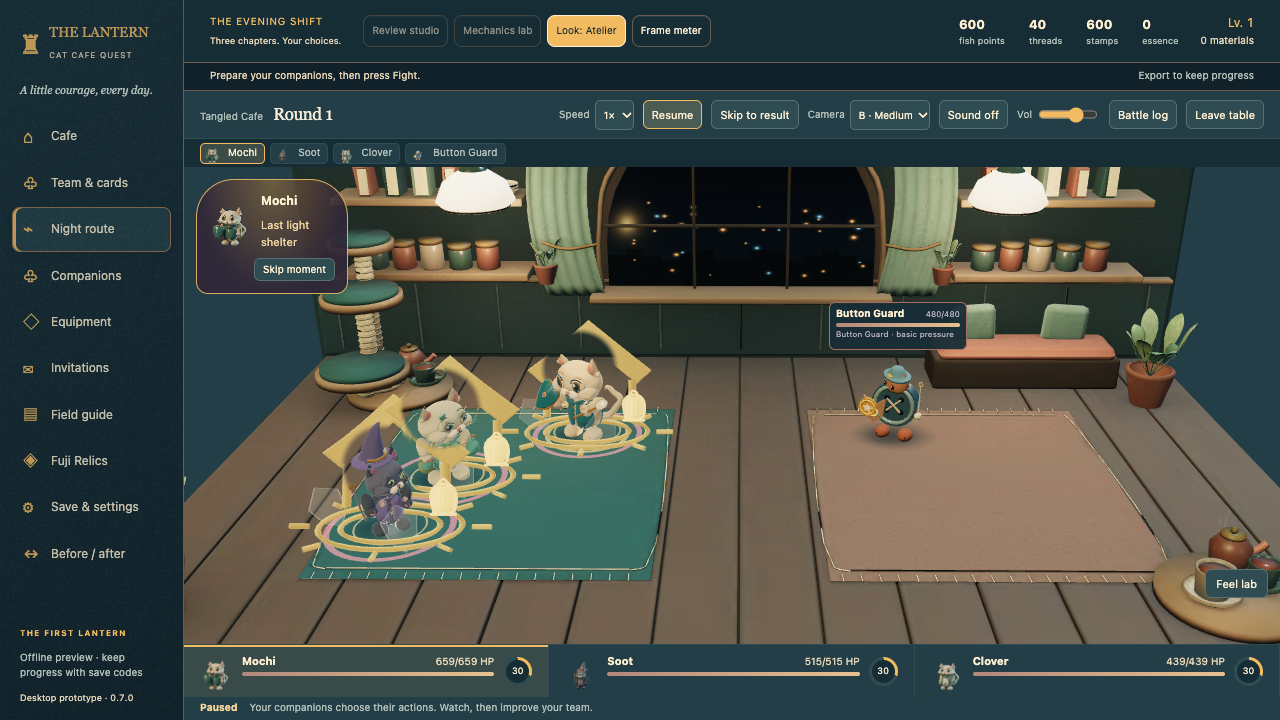 THE LANTERN
CAT CAFE QUEST
A little courage, every day.
Cafe
Team & cards
Night route
Companions
Equipment
Invitations
Field guide
Fuji Relics
Save & settings
Before / after
THE FIRST LANTERN
Offline preview · keep
progress with save codes
Desktop prototype · 0.7.0
THE EVENING SHIFT
Three chapters. Your choices.
Review studio
Mechanics lab
Look: Atelier
Frame meter
600
fish points
40
threads
600
stamps
0
essence
Lv. 1
0 materials
Prepare your companions, then press Fight.
Export to keep progress
Tangled Cafe
Round 1
Speed
1x
Resume
Skip to result
Camera
B · Medium
Sound off
Vol
Battle log
Leave table
Mochi
Soot
Clover
Button Guard
Mochi
Last light
shelter
Skip moment
Button Guard 480/480
Button Guard · basic pressure
Feel lab
Mochi
659/659 HP
30
Soot
515/515 HP
30
Clover
439/439 HP
30
Paused
Your companions choose their actions. Watch, then improve your team.